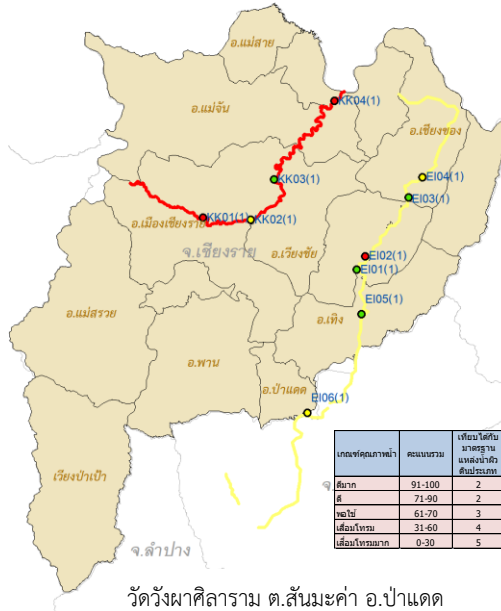 อ.แม่สาย
อ.แม่จัน
KK04(1)
อ.เชียงของ
KK03(1)
EI04(1)
EI03(1)
KK01(1)
KK02(1)
อ.เมืองเชียงราย
จ.เชียงราย
อ.เวียงชัย
EI02(1)
EI01(1)
อ.แม่สรวย
EI05(1)
อ.เทิง
อ.พาน
อ.ป่าแดด
EI06(1)
เวียงป่าเป้า
จ.ลำปาง
จ.
เกณฑ์คุณภาพน้ำ คะแนนรวม เทียบได้กับมาตรฐานแหล่งน้ำผิวดินประเภท
ดีมาก 91-100 2
ดี 71-90 2
พอใช้ 61-70 3
เสื่อมโทรม 31-60 4
เสื่อมโทรมมาก 0-30 5
วัดวังผาศิลาราม ต.สันมะค่า อ.ป่าแดด